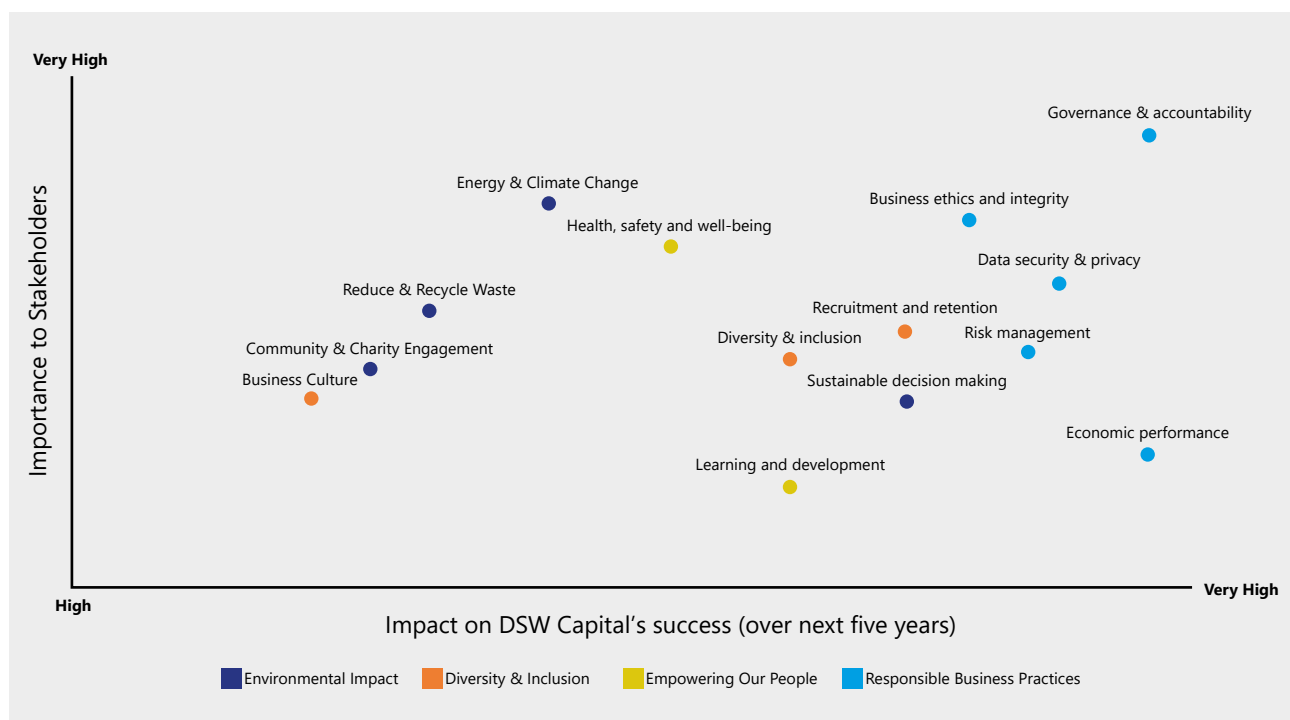 Very High
Governance & accountability
Energy & Climate Change
Business ethics and integrity
Health, safety and well-being
Data security & privacy
Reduce & Recycle Waste
Recruitment and retention
Risk management
Diversity & inclusion
Community & Charity Engagement
Business Culture
Sustainable decision making
Economic performance
Learning and development
Importance to Stakeholders
High
Very High
Impact on DSW Capital's success (over next five years)
Environmental Impact
Diversity & Inclusion
Empowering Our People
Responsible Business Practices